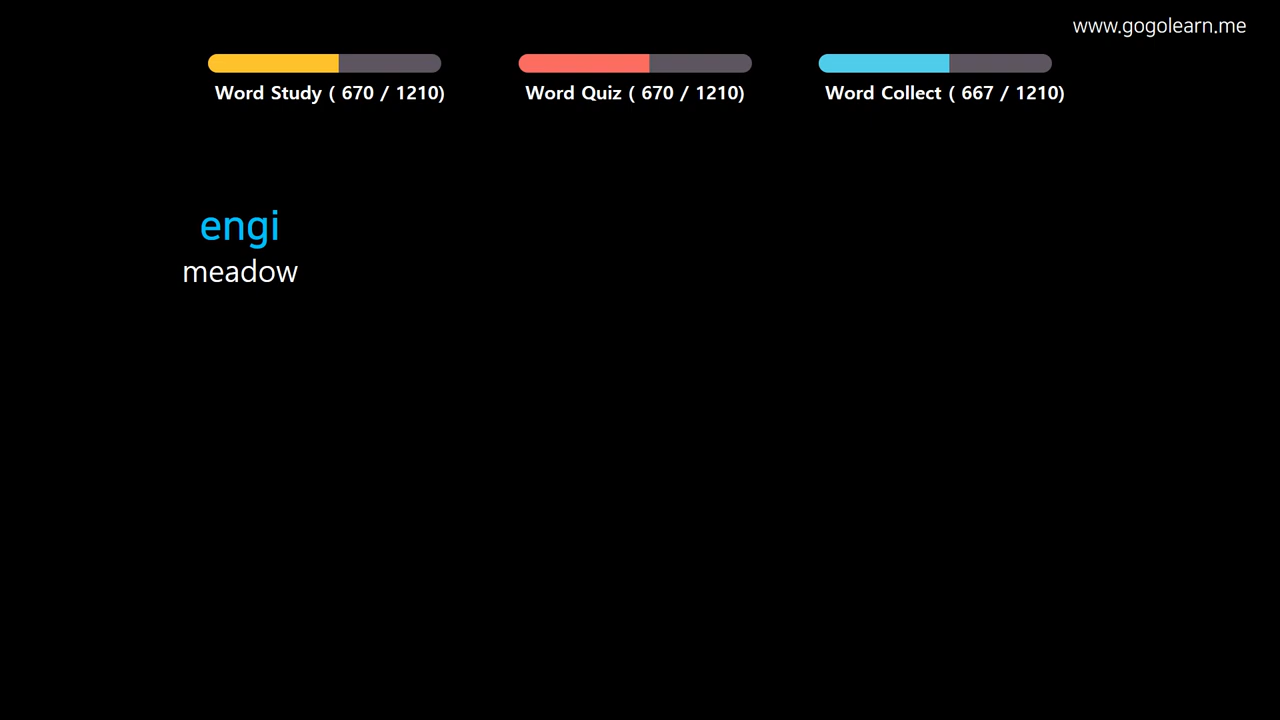 www.gogolearn.me
Word Study ( 670 / 1210)
Word Quiz ( 670 / 1210)
Word Collect ( 667 / 1210)
engi
meadow